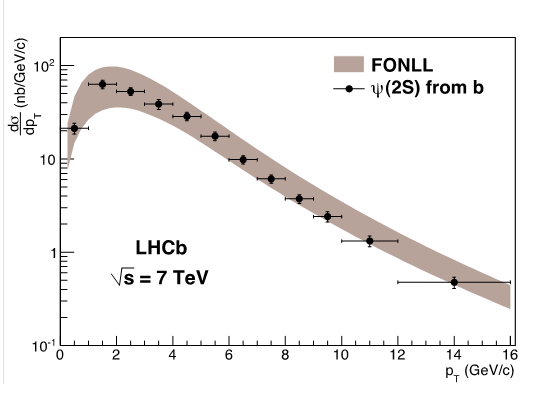 dσ/dp_T (nb/GeV/c)
10²
10
1
10⁻¹
FONLL
ψ(2S) from b
LHCb
√s = 7 TeV
0 2 4 6 8 10 12 14 16
p_T (GeV/c)